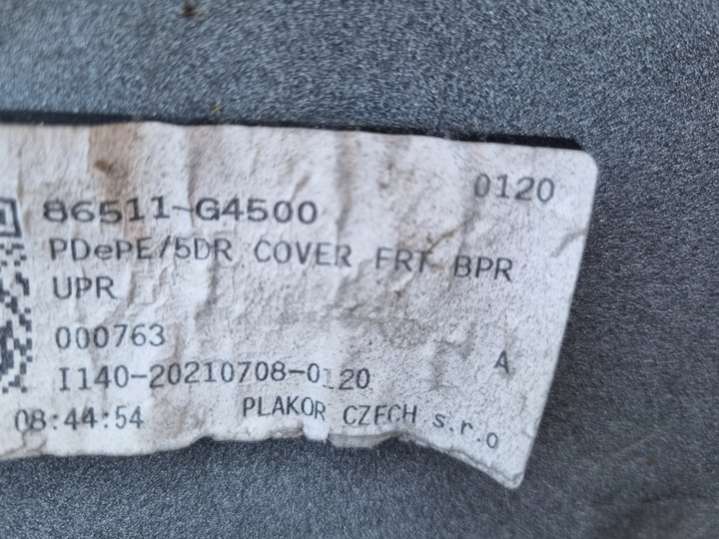 0120
86511-G4500
PDePE/5DR COVER FRT BPR
UPR
000763
A
I140-20210708-0120
08:44:54 PLAKOR CZECH s.r.o